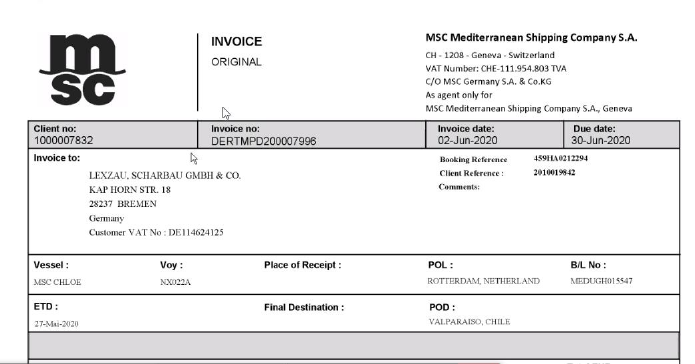 msc
INVOICE
ORIGINAL
MSC Mediterranean Shipping Company S.A.
CH - 1208 - Geneva - Switzerland
VAT Number: CHE-111.954.803 TVA
C/O MSC Germany S.A. & Co.KG
As agent only for
MSC Mediterranean Shipping Company S.A., Geneva
Client no: Invoice no: Invoice date: Due date:
1000007832 DERTMPD200007996 02-Jun-2020 30-Jun-2020
Invoice to:
LEXZAU, SCHARBAU GMBH & CO.
KAP HORN STR. 18
28237 BREMEN
Germany
Customer VAT No : DE114624125
Booking Reference 459HA0212294
Client Reference : 2010019842
Comments:
Vessel : Voy : Place of Receipt : POL : B/L No :
MSC CHLOE NX022A ROTTERDAM, NETHERLAND MEDUGH015547
ETD : Final Destination : POD :
27-Mai-2020 VALPARAISO, CHILE